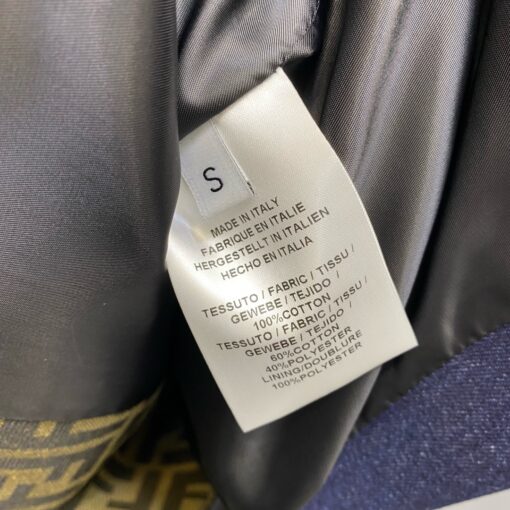 S
MADE IN ITALY
FABRIQUE EN ITALIE
HERGESTELLT IN ITALIEN
HECHO EN ITALIA
TESSUTO / FABRIC / TISSU /
GEWEBE / TEJIDO /
100%COTTON
TESSUTO / FABRIC / TISSU /
GEWEBE / TEJIDO /
60%COTTON
40%POLYESTER
LINING/DOUBLURE
100%POLYESTER